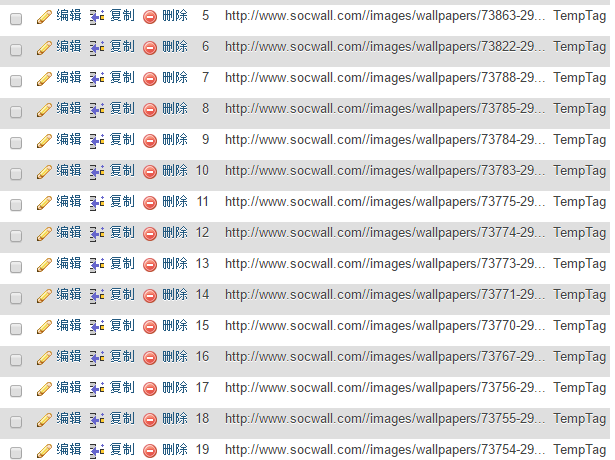 编辑 复制 删除 5 http://www.socwall.com//images/wallpapers/73863-29... TempTag
编辑 复制 删除 6 http://www.socwall.com//images/wallpapers/73822-29... TempTag
编辑 复制 删除 7 http://www.socwall.com//images/wallpapers/73788-29... TempTag
编辑 复制 删除 8 http://www.socwall.com//images/wallpapers/73785-29... TempTag
编辑 复制 删除 9 http://www.socwall.com//images/wallpapers/73784-29... TempTag
编辑 复制 删除 10 http://www.socwall.com//images/wallpapers/73783-29... TempTag
编辑 复制 删除 11 http://www.socwall.com//images/wallpapers/73775-29... TempTag
编辑 复制 删除 12 http://www.socwall.com//images/wallpapers/73774-29... TempTag
编辑 复制 删除 13 http://www.socwall.com//images/wallpapers/73773-29... TempTag
编辑 复制 删除 14 http://www.socwall.com//images/wallpapers/73771-29... TempTag
编辑 复制 删除 15 http://www.socwall.com//images/wallpapers/73770-29... TempTag
编辑 复制 删除 16 http://www.socwall.com//images/wallpapers/73767-29... TempTag
编辑 复制 删除 17 http://www.socwall.com//images/wallpapers/73756-29... TempTag
编辑 复制 删除 18 http://www.socwall.com//images/wallpapers/73755-29... TempTag
编辑 复制 删除 19 http://www.socwall.com//images/wallpapers/73754-29... TempTag